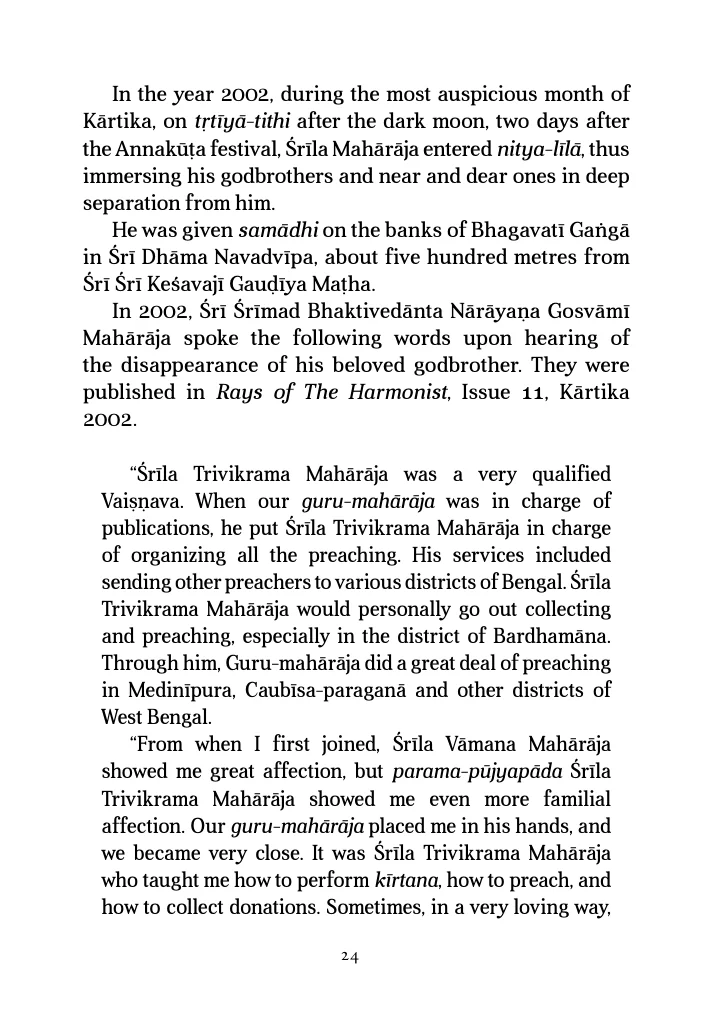 In the year 2002, during the most auspicious month of
Kārtika, on tṛtīyā-tithi after the dark moon, two days after
the Annakūṭa festival, Śrīla Mahārāja entered nitya-līlā, thus
immersing his godbrothers and near and dear ones in deep
separation from him.
He was given samādhi on the banks of Bhagavatī Gaṅgā
in Śrī Dhāma Navadvīpa, about five hundred metres from
Śrī Śrī Keśavajī Gauḍīya Maṭha.
In 2002, Śrī Śrīmad Bhaktivedānta Nārāyaṇa Gosvāmī
Mahārāja spoke the following words upon hearing of
the disappearance of his beloved godbrother. They were
published in Rays of The Harmonist, Issue 11, Kārtika
2002.
“Śrīla Trivikrama Mahārāja was a very qualified
Vaiṣṇava. When our guru-mahārāja was in charge of
publications, he put Śrīla Trivikrama Mahārāja in charge
of organizing all the preaching. His services included
sending other preachers to various districts of Bengal. Śrīla
Trivikrama Mahārāja would personally go out collecting
and preaching, especially in the district of Bardhamāna.
Through him, Guru-mahārāja did a great deal of preaching
in Medinīpura, Caubīsa-paraganā and other districts of
West Bengal.
“From when I first joined, Śrīla Vāmana Mahārāja
showed me great affection, but parama-pūjyapāda Śrīla
Trivikrama Mahārāja showed me even more familial
affection. Our guru-mahārāja placed me in his hands, and
we became very close. It was Śrīla Trivikrama Mahārāja
who taught me how to perform kīrtana, how to preach, and
how to collect donations. Sometimes, in a very loving way,
24